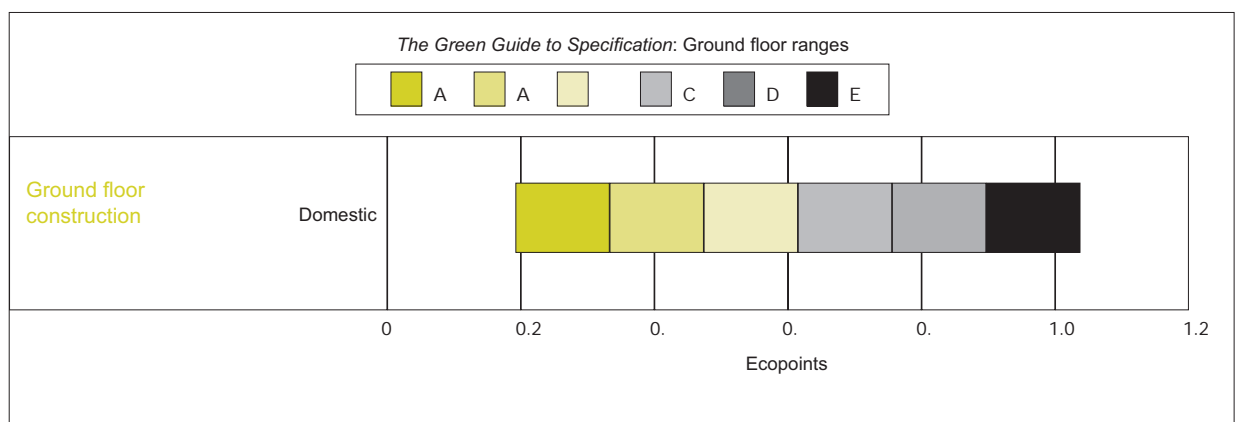 The Green Guide to Specification: Ground floor ranges
A A C D E
Ground floor
construction
Domestic
0 0.2 0. 0. 0. 1.0 1.2
Ecopoints